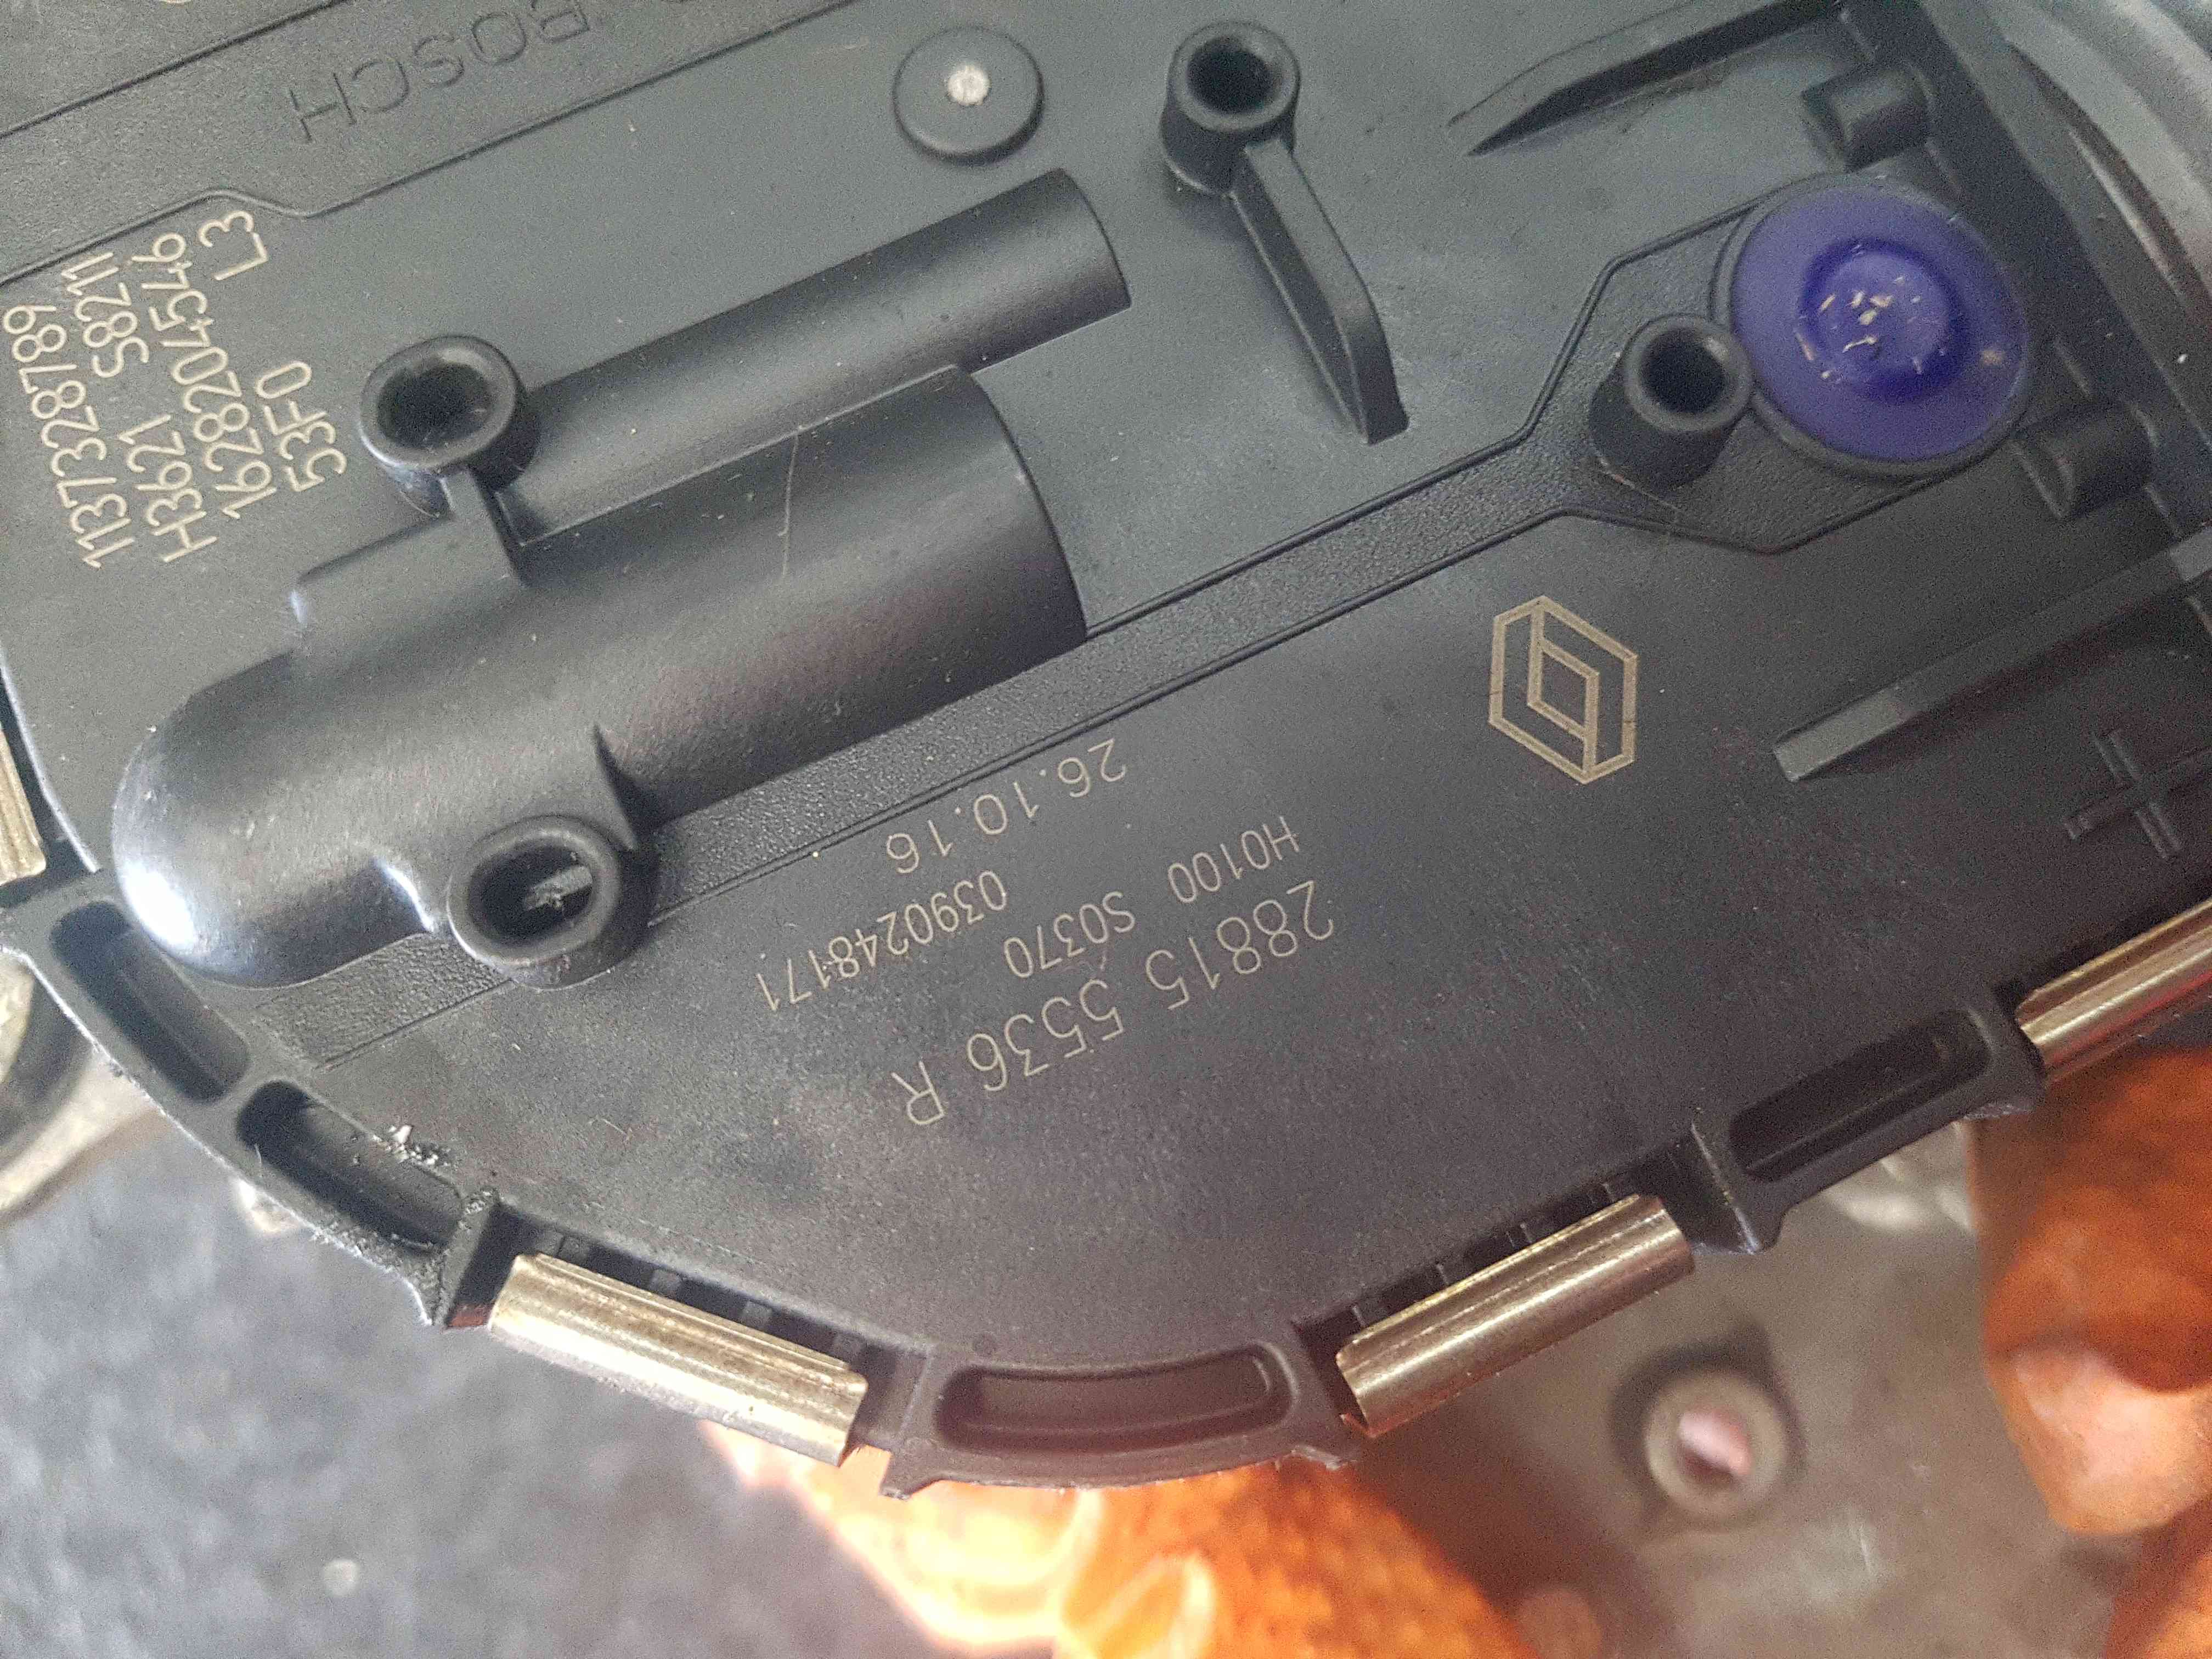 BOSCH
1137328789
H3621 S8211
1628204546
53F0 L3
26.10.16
0390248171
H0100 S0370
28815 5536 R